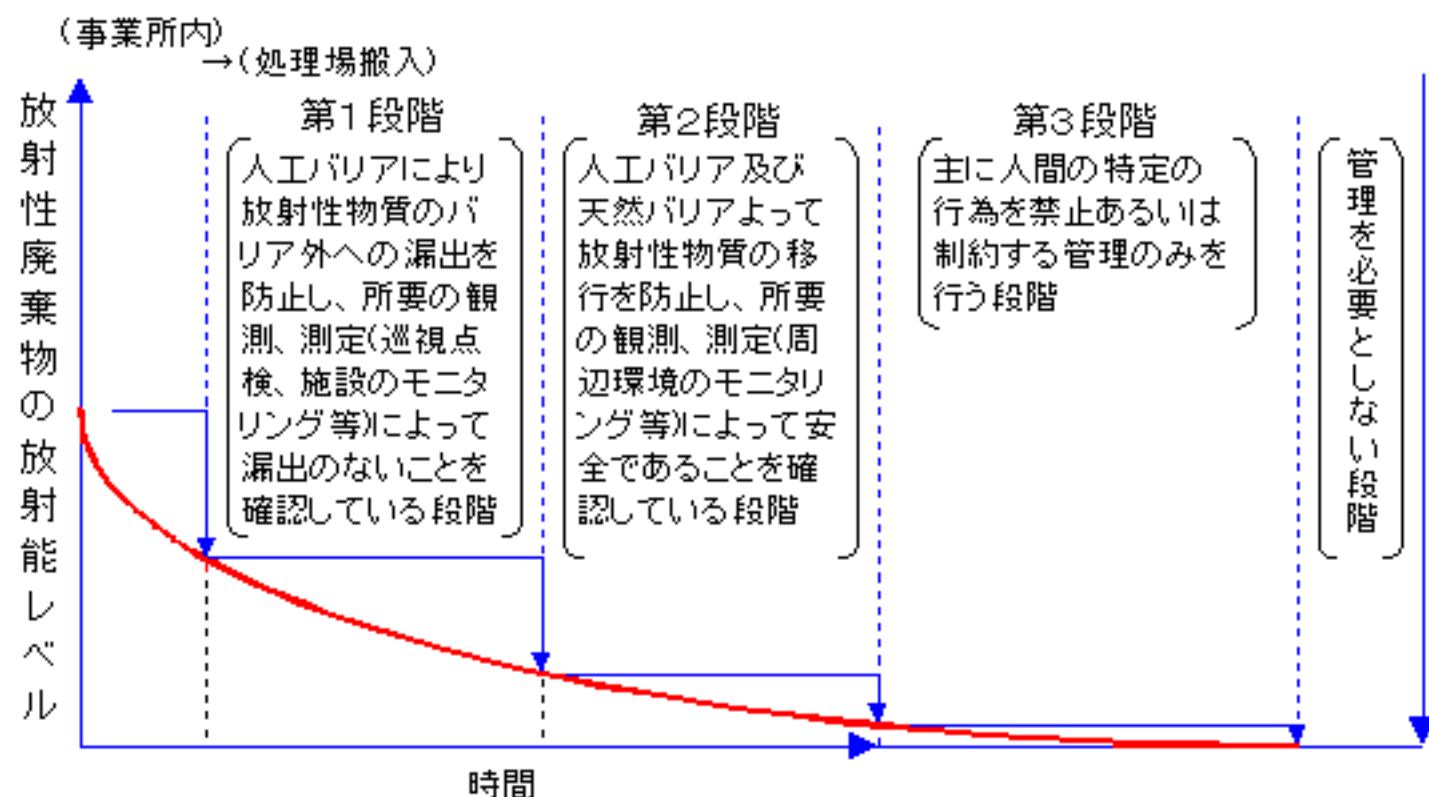 (事業所内)
→(処理場搬入)
放射性廃棄物の放射能レベル
第1段階
人工バリアにより
放射性物質のバ
リア外への漏出を
防止し、所要の観
測、測定(巡視点
検、施設のモニタ
リング等)によって
漏出のないことを
確認している段階
第2段階
人工バリア及び
天然バリアよって
放射性物質の移
行を防止し、所要
の観測、測定(周
辺環境のモニタリ
ング等)によって安
全であることを確
認している段階
第3段階
主に人間の特定の
行為を禁止あるいは
制約する管理のみを
行う段階
管理を必要としない段階
時間